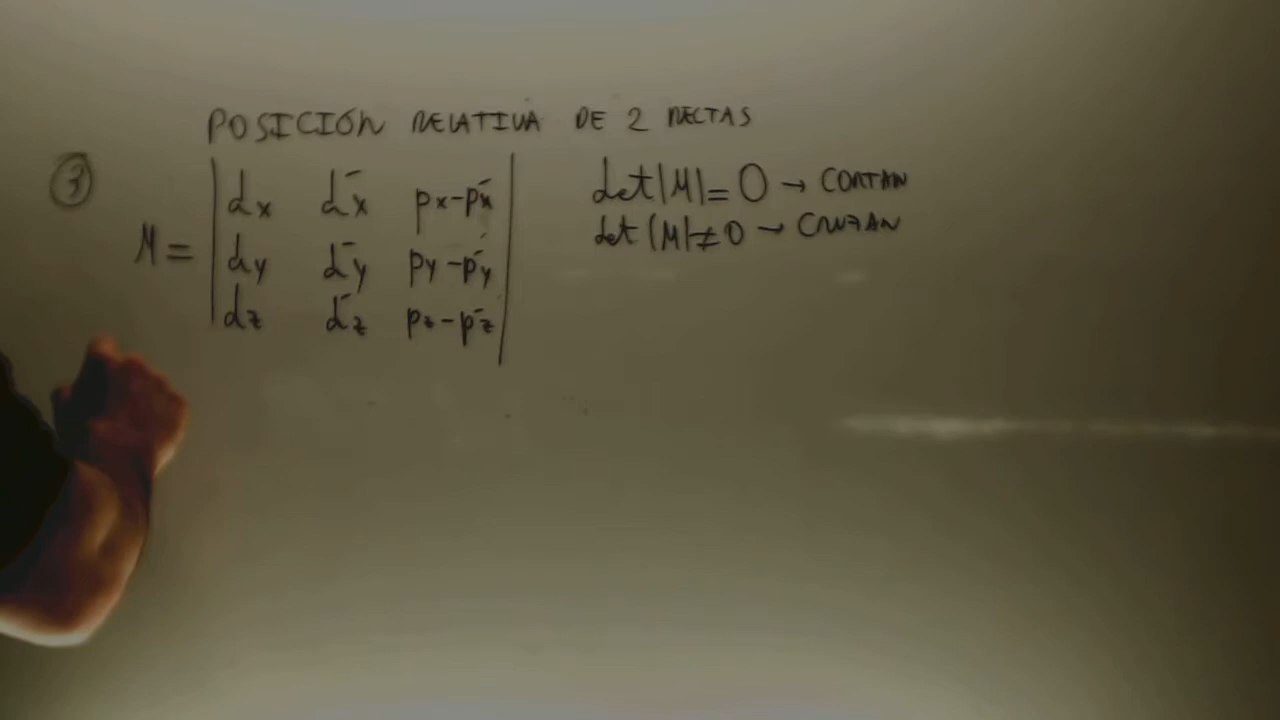 POSICIÓN RELATIVA DE 2 RECTAS
③
M = | dx d́x px-ṕx |
| dy d́y py-ṕy |
| dz d́z pz-ṕz |
det|M|= 0 → CORTAN
det |M|≠0 → CRUZAN